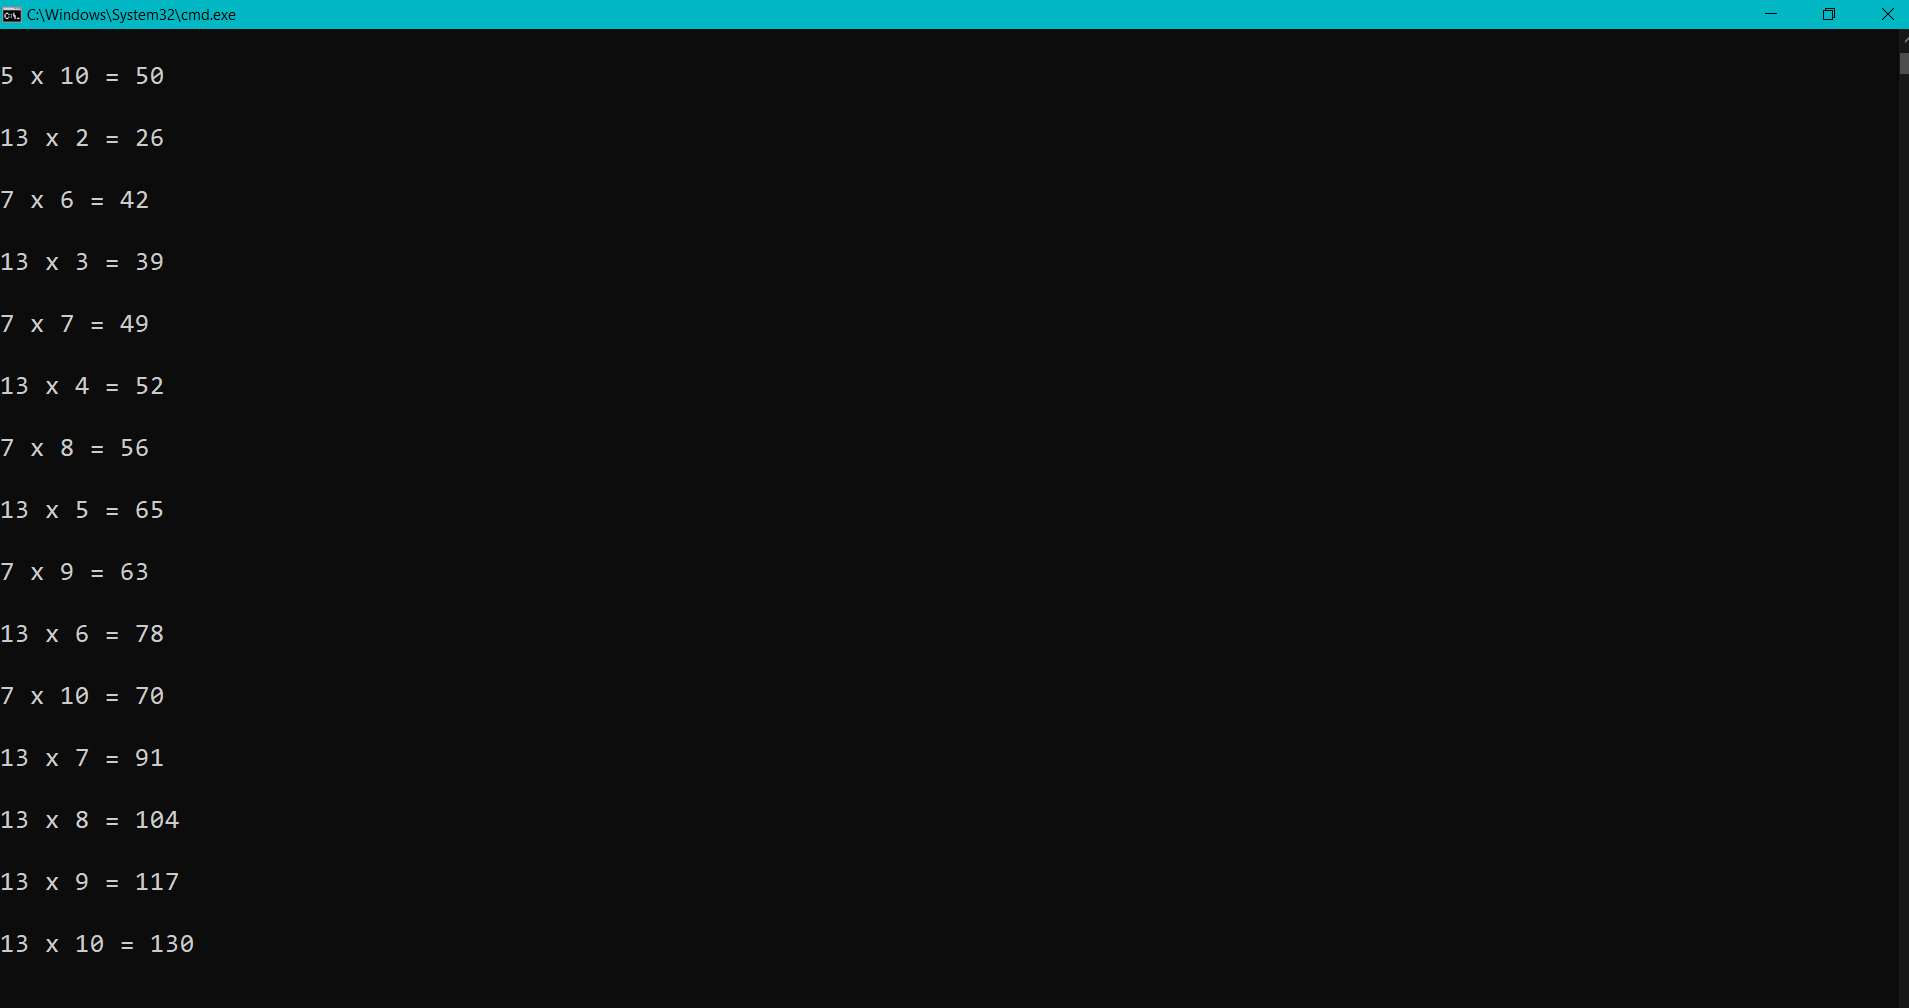 C:\Windows\System32\cmd.exe
5 x 10 = 50
13 x 2 = 26
7 x 6 = 42
13 x 3 = 39
7 x 7 = 49
13 x 4 = 52
7 x 8 = 56
13 x 5 = 65
7 x 9 = 63
13 x 6 = 78
7 x 10 = 70
13 x 7 = 91
13 x 8 = 104
13 x 9 = 117
13 x 10 = 130